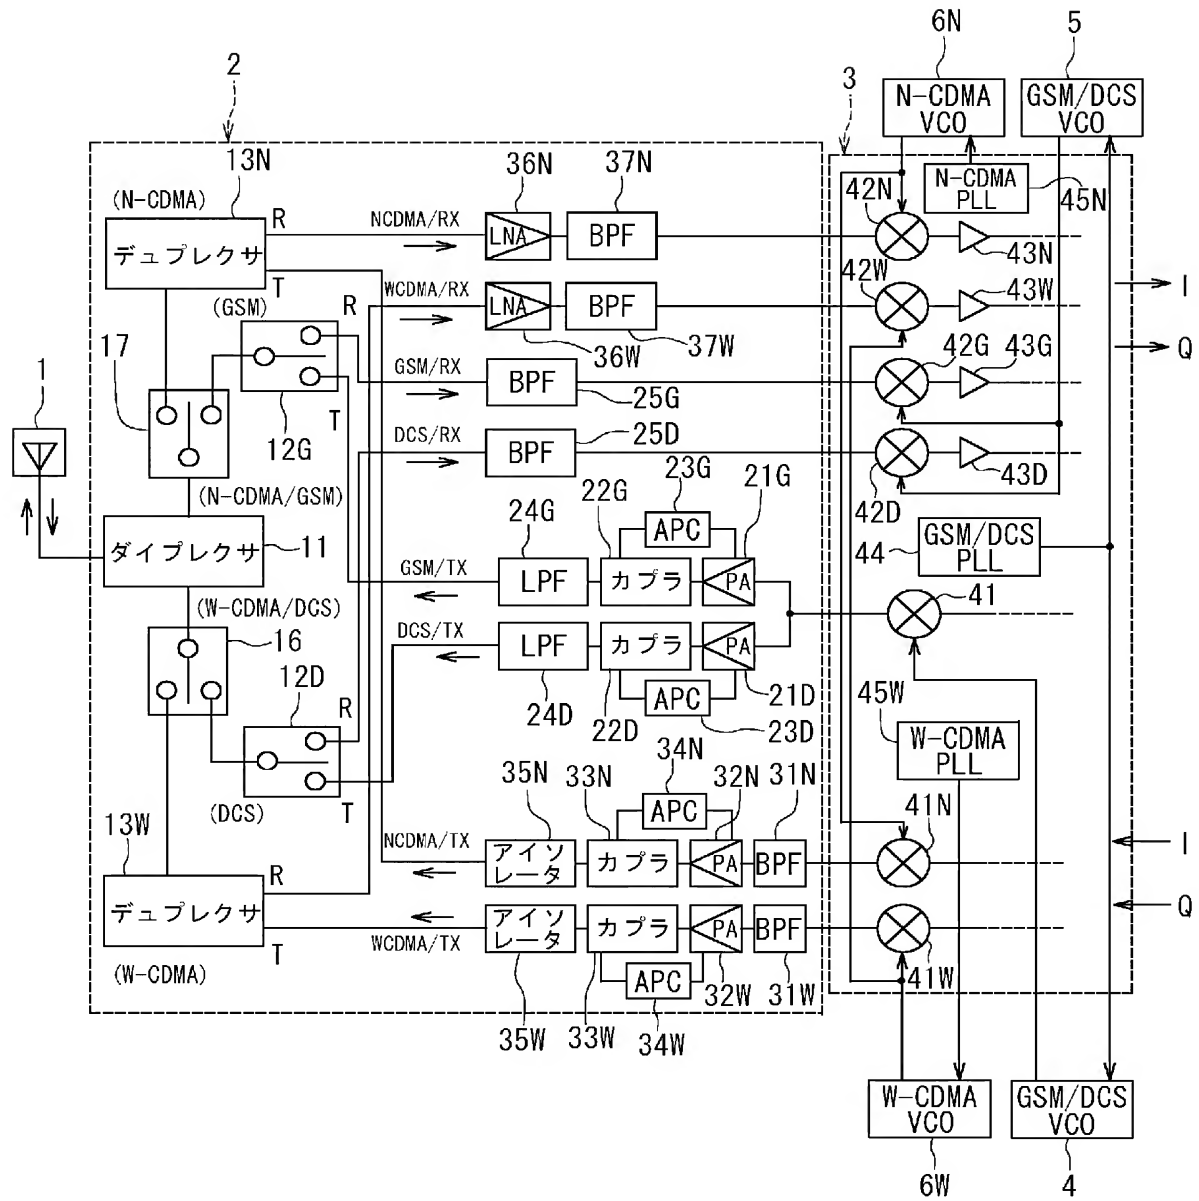 6N
5
2
3
N-CDMA
VCO
GSM/DCS
VCO
13N
36N
37N
42N
N-CDMA
PLL
45N
(N-CDMA)
デュプレクサ
R
T
NCDMA/RX
LNA
BPF
43N
42W
(GSM)
R
T
WCDMA/RX
LNA
BPF
43W
I
17
36W
37W
42G
43G
Q
1
12G
GSM/RX
BPF
25G
DCS/RX
BPF
25D
42D
43D
(N-CDMA/GSM)
23G
21G
22G
24G
APC
ダイプレクサ
11
GSM/TX
LPF
カプラ
PA
44
GSM/DCS
PLL
41
(W-CDMA/DCS)
16
DCS/TX
LPF
カプラ
PA
12D
R
24D
22D
APC
21D
23D
45W
W-CDMA
PLL
(DCS)
T
34N
35N
33N
APC
32N
31N
41N
13W
NCDMA/TX
アイソ
レータ
カプラ
PA
BPF
I
デュプレクサ
R
T
WCDMA/TX
アイソ
レータ
カプラ
PA
BPF
Q
(W-CDMA)
APC
32W
31W
41W
35W
33W
34W
W-CDMA
VCO
GSM/DCS
VCO
6W
4